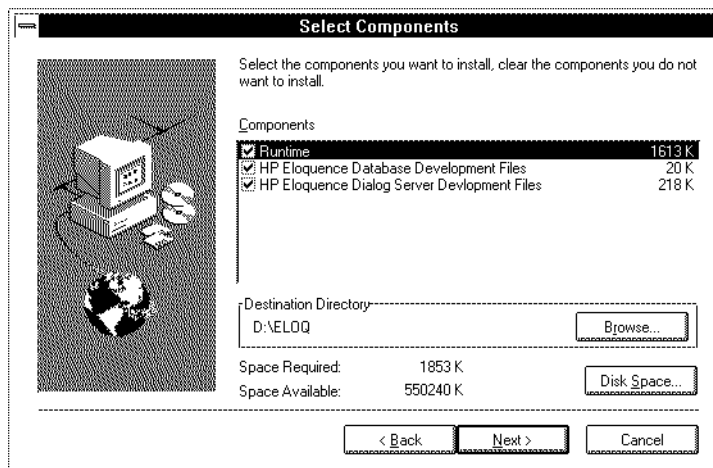 Select Components
Select the components you want to install, clear the components you do not
want to install.
Components
Runtime 1613 K
HP Eloquence Database Development Files 20 K
HP Eloquence Dialog Server Devlopment Files 218 K
Destination Directory
D:\ELOQ
Browse...
Space Required: 1853 K
Space Available: 550240 K
Disk Space...
< Back
Next >
Cancel